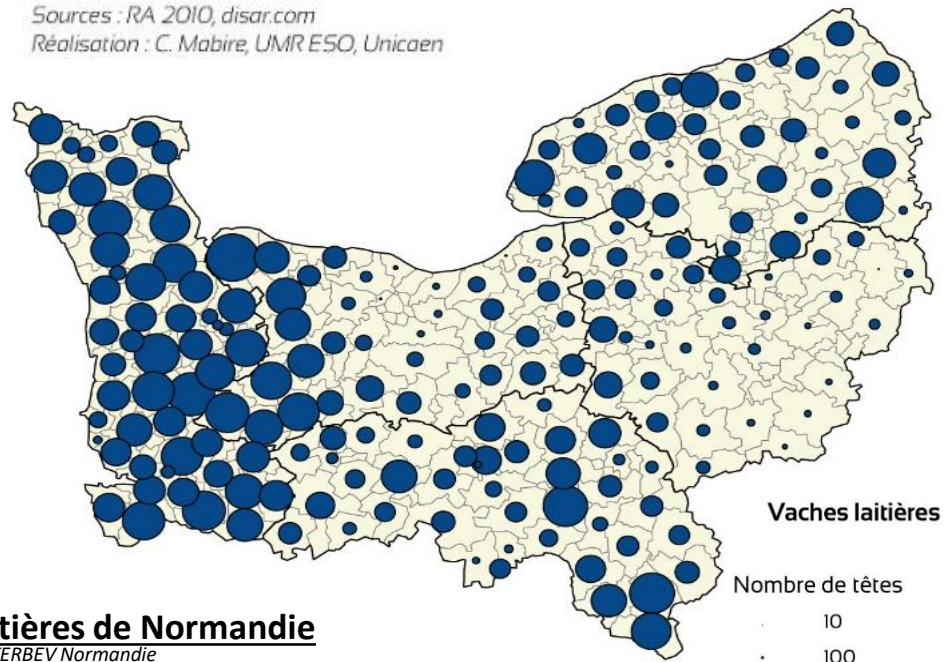 Sources : RA 2010, disar.com
Réalisation : C. Mabire, UMR ESO, Unicaen
Vaches laitières
Nombre de têtes
10
100
tières de Normandie
ERBEV Normandie